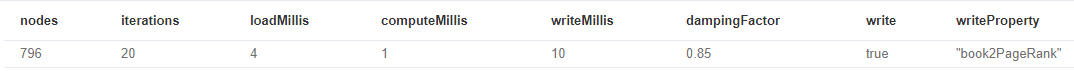 nodes iterations loadMillis computeMillis writeMillis dampingFactor write writeProperty
796 20 4 1 10 0.85 true "book2PageRank"